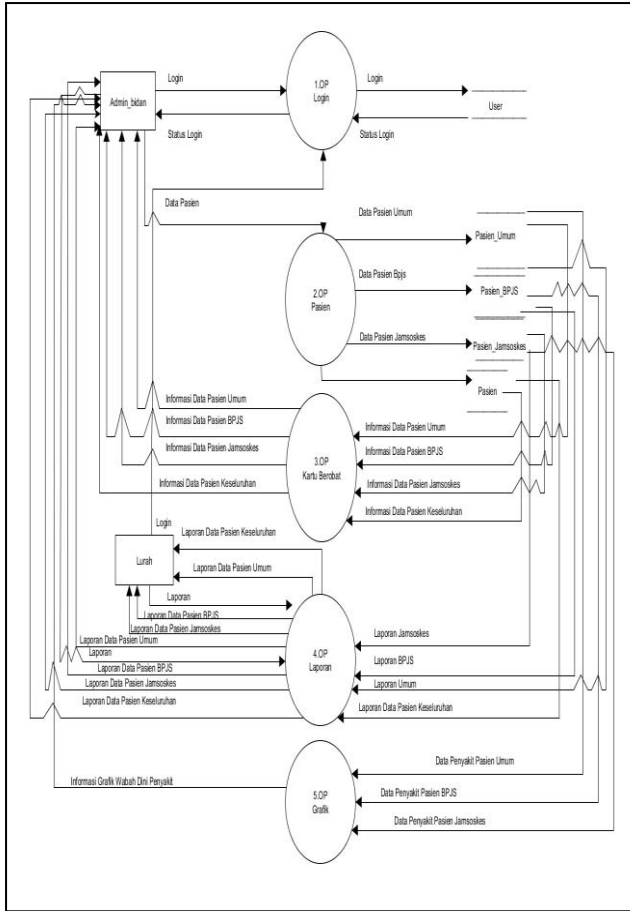 Login
1.OP
Login
Login
Admin_bidan
User
Status Login
Status Login
Data Pasien
Data Pasien Umum
Pasien_Umum
Data Pasien Bpjs
2.OP
Pasien
Pasien_BPJS
Data Pasien Jamsoskes
Pasien_Jamsoskes
Pasien
Informasi Data Pasien Umum
Informasi Data Pasien BPJS
Informasi Data Pasien Jamsoskes
Informasi Data Pasien Keseluruhan
3.OP
Kartu Berobat
Informasi Data Pasien Umum
Informasi Data Pasien BPJS
Informasi Data Pasien Jamsoskes
Informasi Data Pasien Keseluruhan
Login
Laporan Data Pasien Keseluruhan
Lurah
Laporan Data Pasien Umum
Laporan
Laporan Data Pasien BPJS
Laporan Data Pasien Jamsoskes
Laporan Data Pasien Umum
Laporan
Laporan Data Pasien BPJS
Laporan Data Pasien Jamsoskes
Laporan Data Pasien Keseluruhan
4.OP
Laporan
Laporan Jamsoskes
Laporan BPJS
Laporan Umum
Laporan Data Pasien Keseluruhan
Informasi Grafik Wabah Dini Penyakit
5.OP
Grafik
Data Penyakit Pasien Umum
Data Penyakit Pasien BPJS
Data Penyakit Pasien Jamsoskes